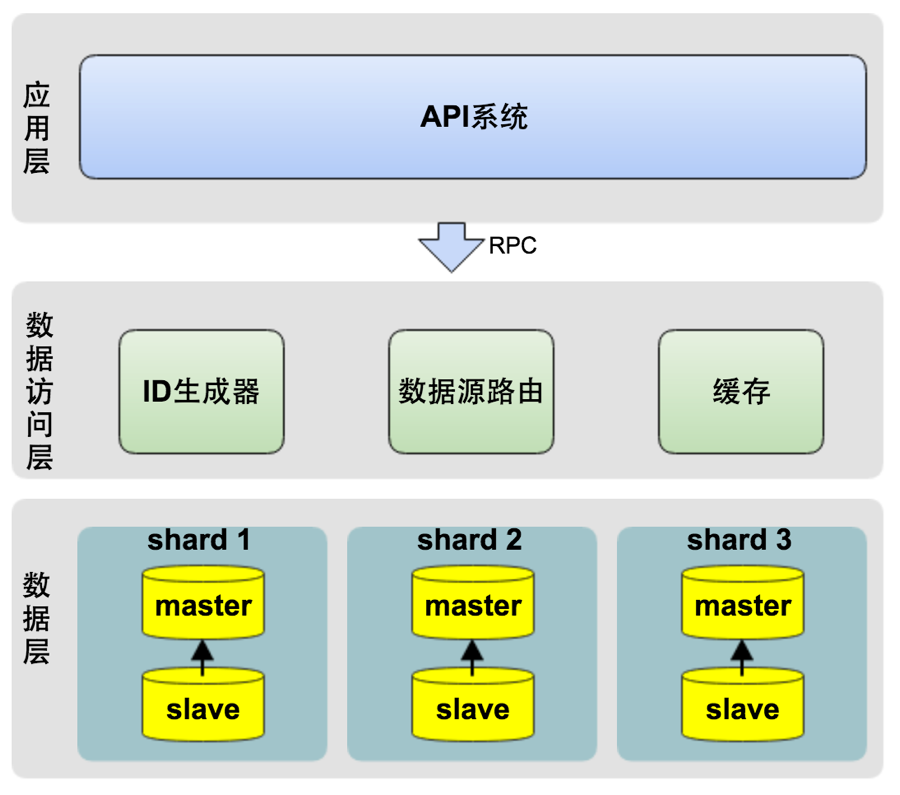 应用层
API系统
RPC
数据访问层
ID生成器
数据源路由
缓存
数据层
shard 1
shard 2
shard 3
master
master
master
slave
slave
slave